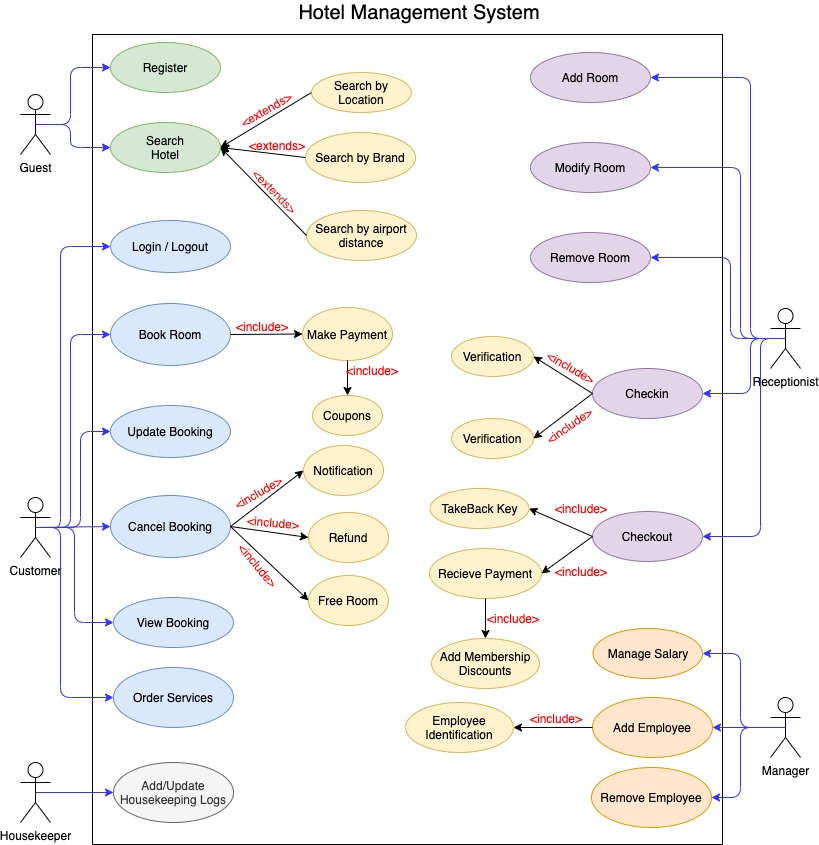 Hotel Management System
Register
Search by
Location
Add Room
<extends>
Search
Hotel
<extends>
Search by Brand
Guest
Modify Room
<extends>
Search by airport
distance
Login / Logout
Remove Room
Book Room
<include>
Make Payment
<include>
Coupons
Verification
<include>
Receptionist
Checkin
Verification
<include>
Update Booking
Notification
<include>
Cancel Booking
<include>
Refund
<include>
Free Room
Customer
TakeBack Key
<include>
Checkout
Recieve Payment
<include>
<include>
Add Membership
Discounts
View Booking
Order Services
Manage Salary
Employee
Identification
<include>
Add Employee
Manager
Remove Employee
Add/Update
Housekeeping Logs
Housekeeper